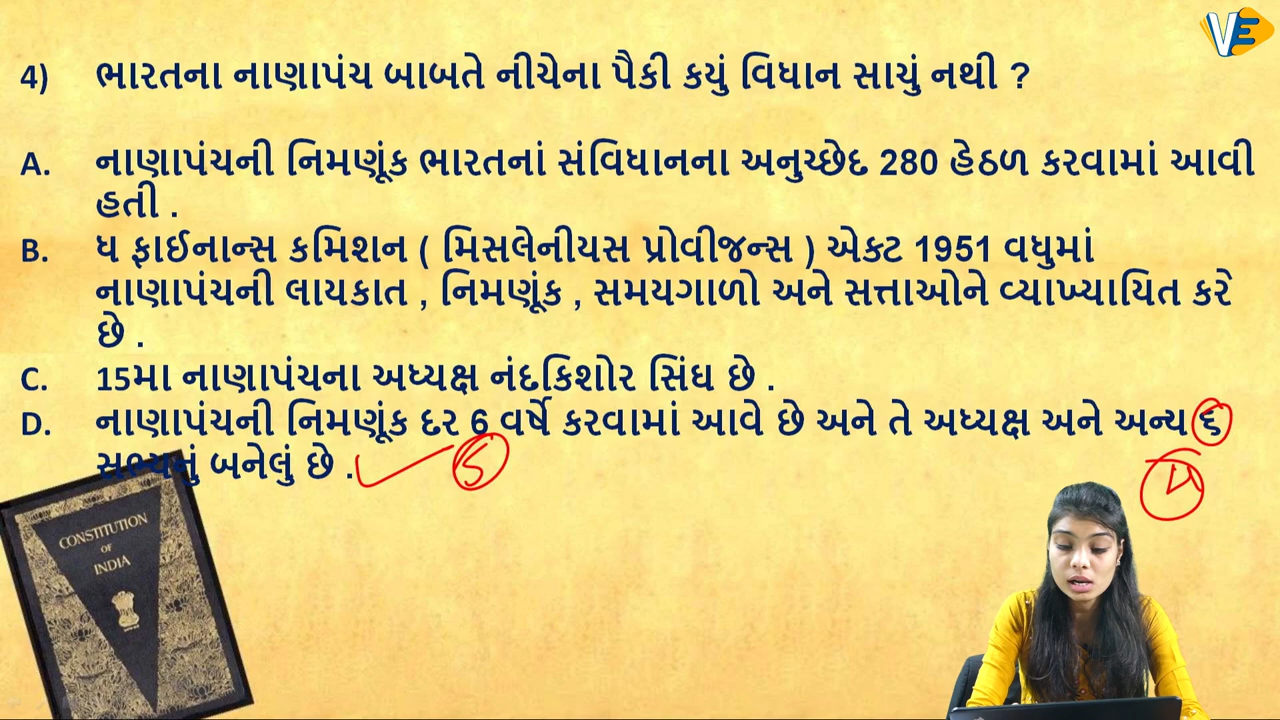 VE
4) ભારતના નાણાપંચ બાબતે નીચેના પૈકી કયું વિધાન સાચું નથી ?
A. નાણાપંચની નિમણૂંક ભારતનાં સંવિધાનના અનુચ્છેદ 280 હેઠળ કરવામાં આવી
હતી .
B. ધ ફાઈનાન્સ કમિશન ( મિસલેનીયસ પ્રોવીજન્સ ) એક્ટ 1951 વધુમાં
નાણાપંચની લાયકાત , નિમણૂંક , સમયગાળો અને સત્તાઓને વ્યાખ્યાયિત કરે
છે .
C. 15મા નાણાપંચના અધ્યક્ષ નંદકિશોર સિંઘ છે .
D. નાણાપંચની નિમણૂંક દર 6 વર્ષે કરવામાં આવે છે અને તે અધ્યક્ષ અને અન્ય ૬
સભ્યનું બનેલું છે .
5
CONSTITUTION
OF
INDIA